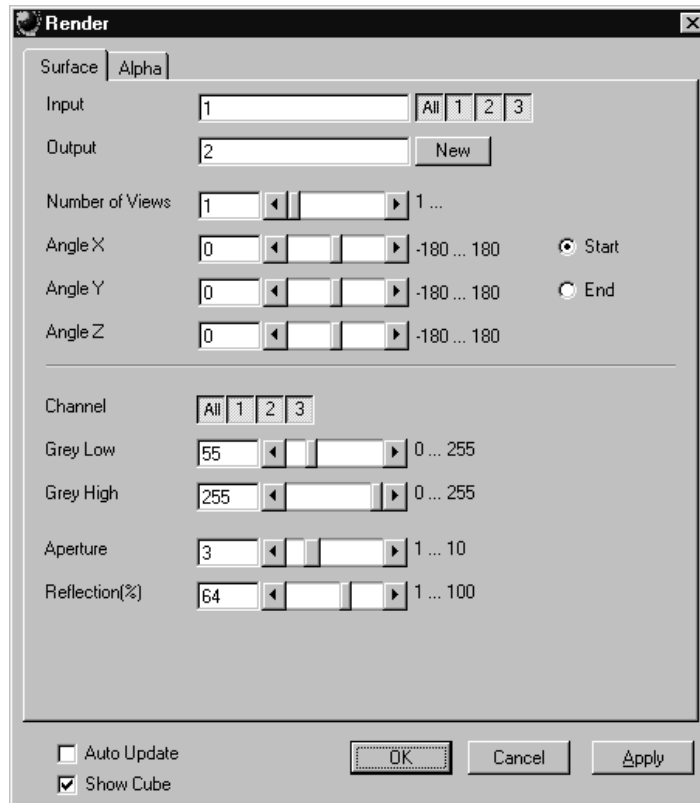 Render
Surface Alpha
Input 1 All 1 2 3
Output 2 New
Number of Views 1 1 ...
Angle X 0 -180 ... 180 Start
Angle Y 0 -180 ... 180 End
Angle Z 0 -180 ... 180
Channel All 1 2 3
Grey Low 55 0 ... 255
Grey High 255 0 ... 255
Aperture 3 1 ... 10
Reflection(%) 64 1 ... 100
Auto Update OK Cancel Apply
Show Cube